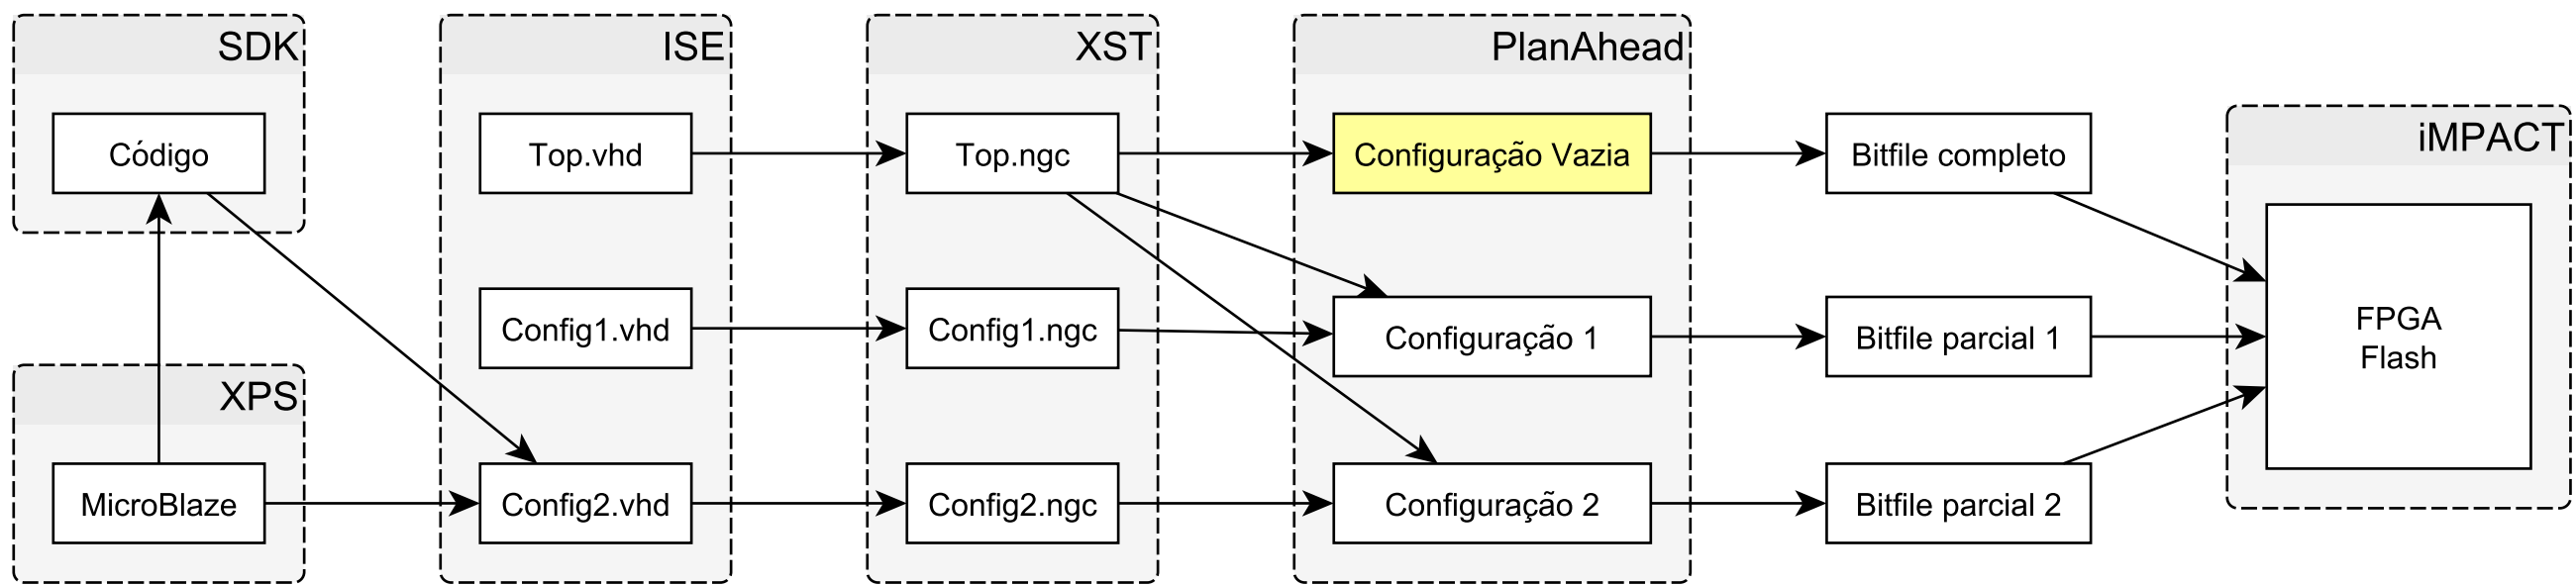 SDK
Código
XPS
MicroBlaze
ISE
Top.vhd
Config1.vhd
Config2.vhd
XST
Top.ngc
Config1.ngc
Config2.ngc
PlanAhead
Configuração Vazia
Configuração 1
Configuração 2
Bitfile completo
Bitfile parcial 1
Bitfile parcial 2
iMPACT
FPGA
Flash